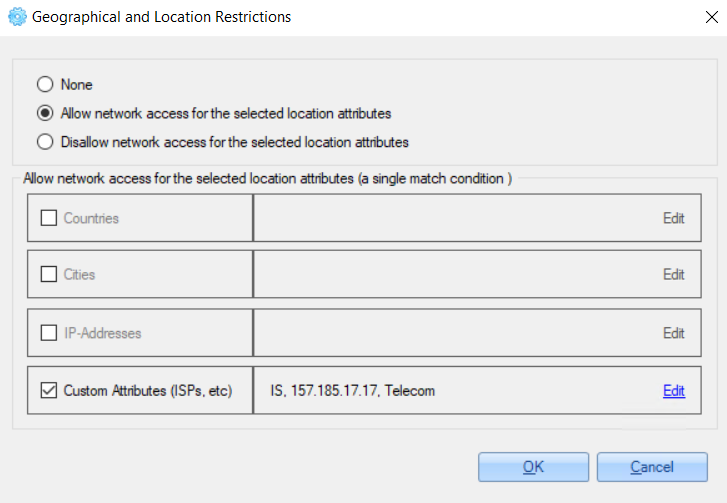 Geographical and Location Restrictions
None
Allow network access for the selected location attributes
Disallow network access for the selected location attributes
Allow network access for the selected location attributes (a single match condition )
Countries Edit
Cities Edit
IP-Addresses Edit
Custom Attributes (ISPs, etc) IS, 157.185.17.17, Telecom Edit
OK Cancel